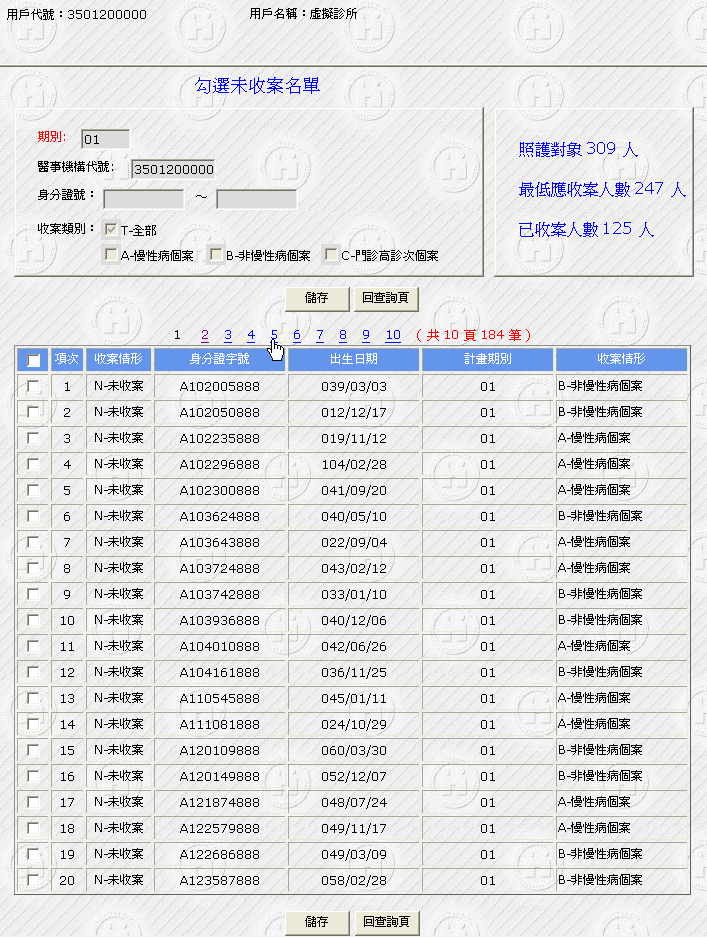 用戶代號：3501200000 用戶名稱：虛擬診所
勾選未收案名單
期別: 01
醫事機構代號: 3501200000
身分證號： ～
收案類別： T-全部
A-慢性病個案 B-非慢性病個案 C-門診高診次個案
照護對象 309 人
最低應收案人數 247 人
已收案人數 125 人
儲存 回查詢頁
1 2 3 4 5 6 7 8 9 10 ( 共 10 頁 184 筆 )
項次 收案情形 身分證字號 出生日期 計畫期別 收案情形
1 N-未收案 A102005888 039/03/03 01 B-非慢性病個案
2 N-未收案 A102050888 012/12/17 01 B-非慢性病個案
3 N-未收案 A102235888 019/11/12 01 A-慢性病個案
4 N-未收案 A102296888 104/02/28 01 A-慢性病個案
5 N-未收案 A102300888 041/09/20 01 A-慢性病個案
6 N-未收案 A103624888 040/05/10 01 B-非慢性病個案
7 N-未收案 A103643888 022/09/04 01 A-慢性病個案
8 N-未收案 A103724888 043/02/12 01 A-慢性病個案
9 N-未收案 A103742888 033/01/10 01 B-非慢性病個案
10 N-未收案 A103936888 040/12/06 01 B-非慢性病個案
11 N-未收案 A104010888 042/06/26 01 A-慢性病個案
12 N-未收案 A104161888 036/11/25 01 B-非慢性病個案
13 N-未收案 A110545888 045/01/11 01 A-慢性病個案
14 N-未收案 A111081888 024/10/29 01 A-慢性病個案
15 N-未收案 A120109888 060/03/30 01 B-非慢性病個案
16 N-未收案 A120149888 052/12/07 01 B-非慢性病個案
17 N-未收案 A121874888 048/07/24 01 A-慢性病個案
18 N-未收案 A122579888 049/11/17 01 A-慢性病個案
19 N-未收案 A122686888 049/03/09 01 B-非慢性病個案
20 N-未收案 A123587888 058/02/28 01 B-非慢性病個案
儲存 回查詢頁